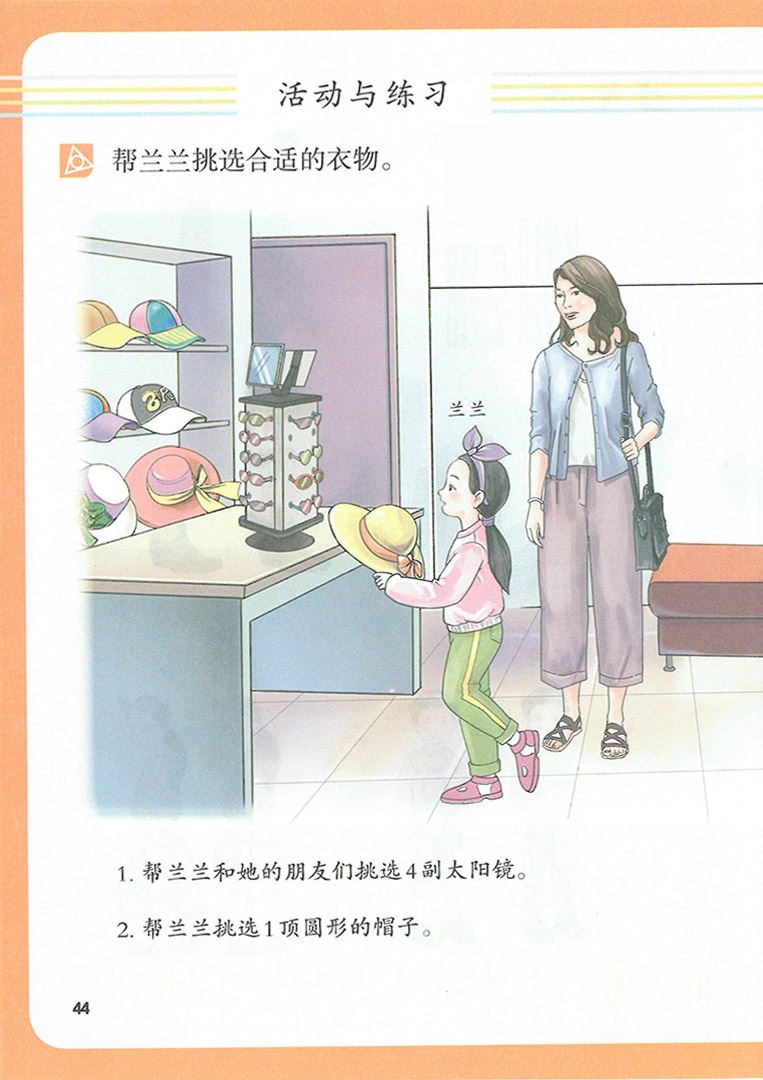 活动与练习
帮兰兰挑选合适的衣物。
兰兰
1. 帮兰兰和她的朋友们挑选4副太阳镜。
2. 帮兰兰挑选1顶圆形的帽子。
44